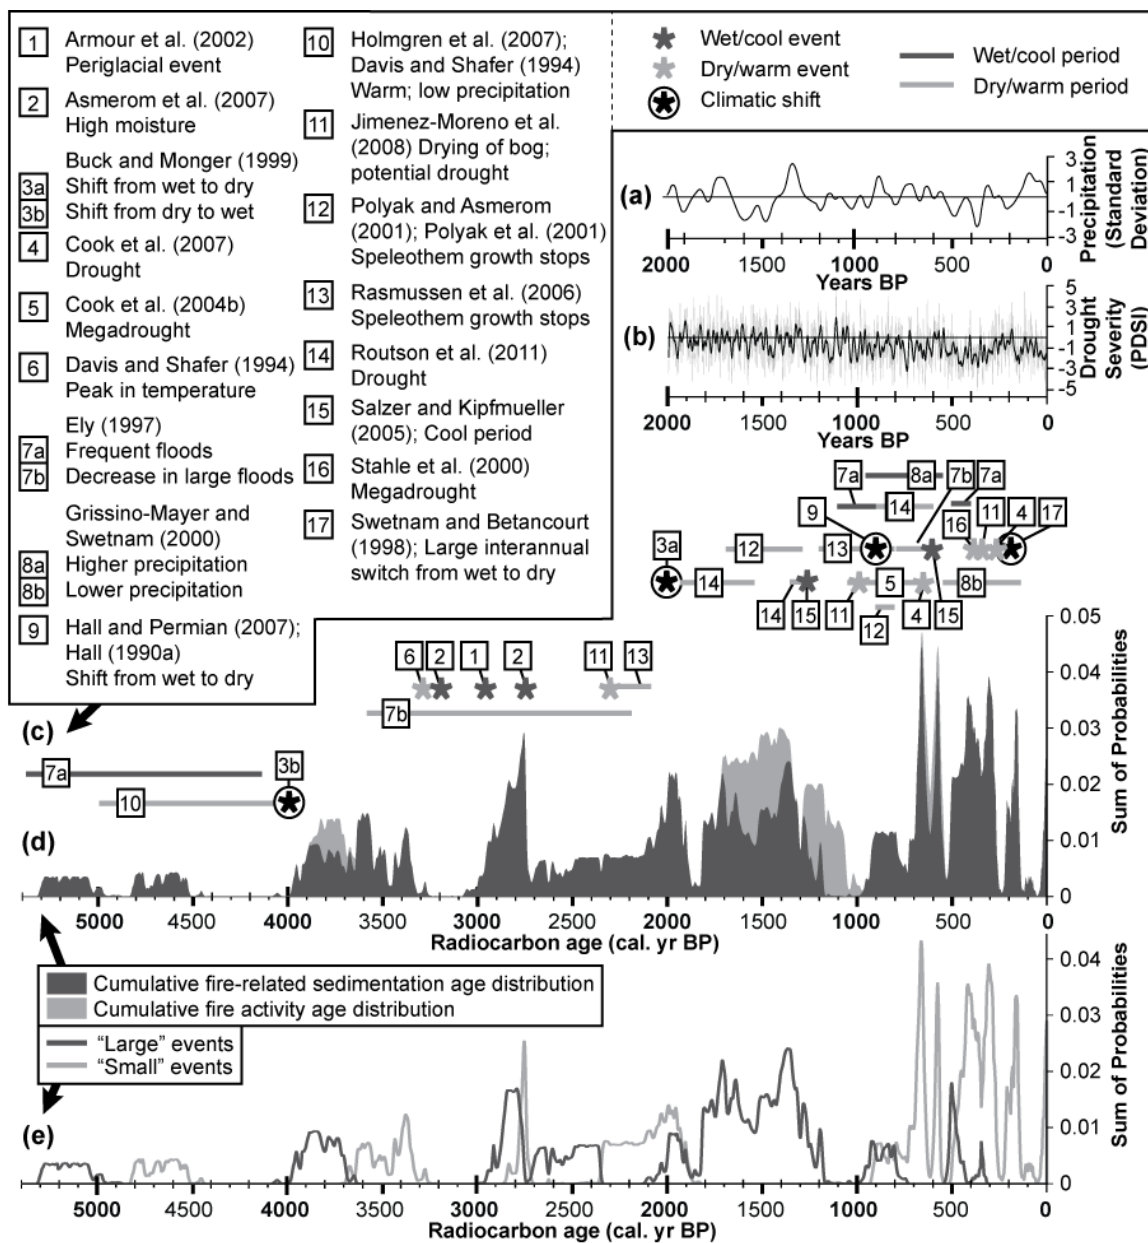 1 Armour et al. (2002)
Periglacial event
2 Asmerom et al. (2007)
High moisture
Buck and Monger (1999)
3a Shift from wet to dry
3b Shift from dry to wet
4 Cook et al. (2007)
Drought
5 Cook et al. (2004b)
Megadrought
6 Davis and Shafer (1994)
Peak in temperature
Ely (1997)
7a Frequent floods
7b Decrease in large floods
Grissino-Mayer and
Swetnam (2000)
8a Higher precipitation
8b Lower precipitation
9 Hall and Permian (2007);
Hall (1990a)
Shift from wet to dry
10 Holmgren et al. (2007);
Davis and Shafer (1994)
Warm; low precipitation
11 Jimenez-Moreno et al.
(2008) Drying of bog;
potential drought
12 Polyak and Asmerom
(2001); Polyak et al. (2001)
Speleothem growth stops
13 Rasmussen et al. (2006)
Speleothem growth stops
14 Routson et al. (2011)
Drought
15 Salzer and Kipfmueller
(2005); Cool period
16 Stahle et al. (2000)
Megadrought
17 Swetnam and Betancourt
(1998); Large interannual
switch from wet to dry
Wet/cool event
Dry/warm event
Climatic shift
Wet/cool period
Dry/warm period
(a)
3
1
-1
-3
Precipitation
(Standard
Deviation)
2000 1500 1000 500 0
Years BP
(b)
5
3
1
-1
-3
-5
Drought
Severity
(PDSI)
2000 1500 1000 500 0
Years BP
7a 8a 7b 7a
9 14 16 11 4 17
3a 12 13
14 5 8b
14 15 11 12 4 15
6 2 1 2 11 13
7b
(c)
7a 3b
10
(d)
0.05
0.04
0.03
0.02
0.01
0
Sum of Probabilities
5000 4500 4000 3500 3000 2500 2000 1500 1000 500 0
Radiocarbon age (cal. yr BP)
Cumulative fire-related sedimentation age distribution
Cumulative fire activity age distribution
“Large” events
“Small” events
(e)
0.04
0.03
0.02
0.01
0
Sum of Probabilities
5000 4500 4000 3500 3000 2500 2000 1500 1000 500 0
Radiocarbon age (cal. yr BP)